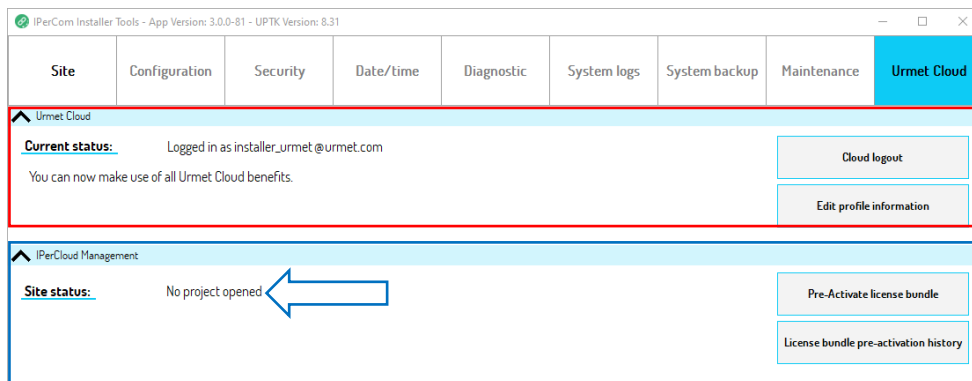 IPerCom Installer Tools - App Version: 3.0.0-81 - UPTK Version: 8.31
Site Configuration Security Date/time Diagnostic System logs System backup Maintenance Urmet Cloud
Urmet Cloud
Current status: Logged in as installer_urmet@urmet.com
Cloud logout
You can now make use of all Urmet Cloud benefits.
Edit profile information
IPerCloud Management
Site status: No project opened
Pre-Activate license bundle
License bundle pre-activation history